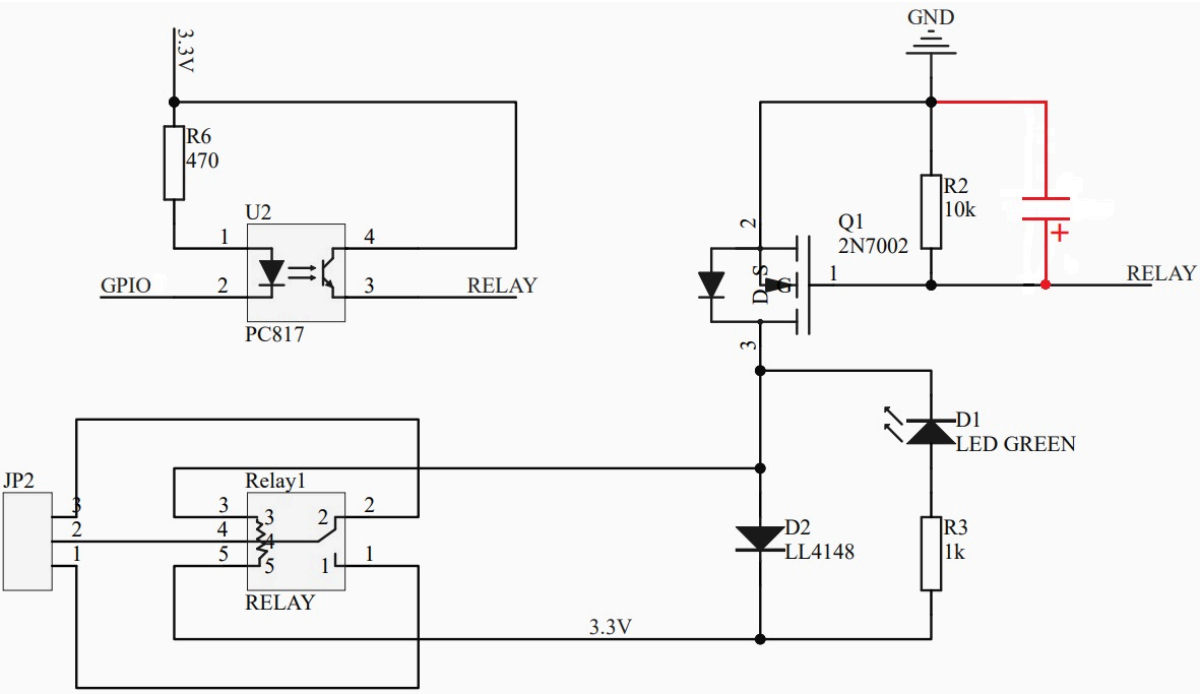 GND
3.3V
R6
470
U2
1
4
GPIO
2
3
RELAY
PC817
R2
10k
2
Q1
2N7002
S
D
G
1
RELAY
3
D1
LED GREEN
JP2
3
2
1
Relay1
3
3
2
2
4
4
5
5
1
1
RELAY
D2
LL4148
R3
1k
3.3V
+